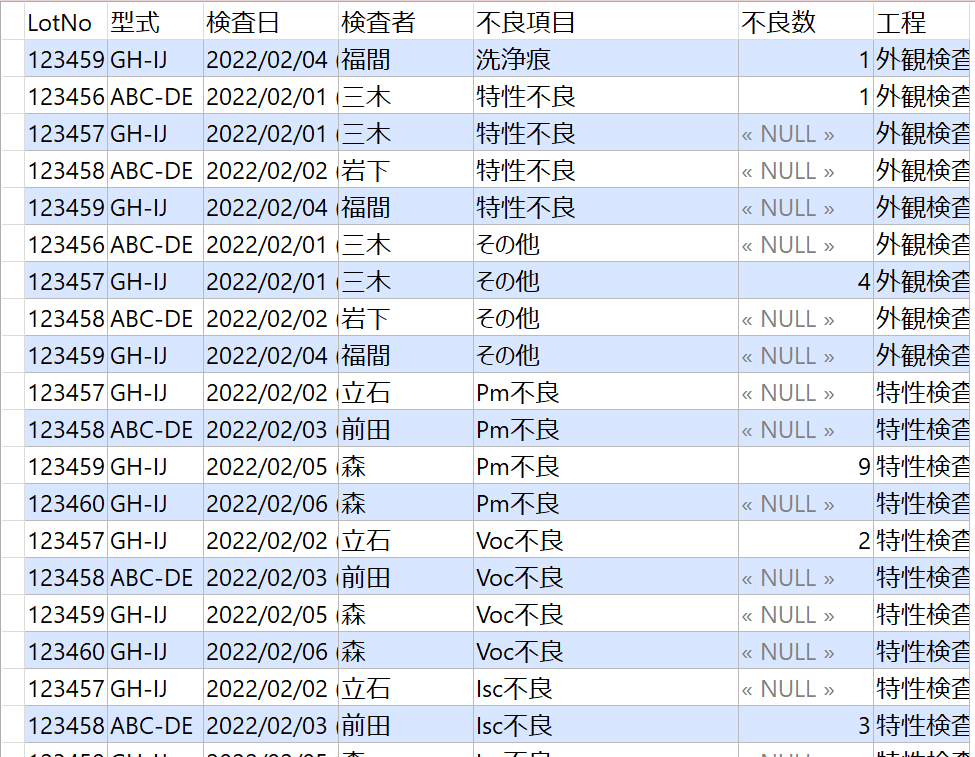 LotNo 型式 検査日 検査者 不良項目 不良数 工程
123459 GH-IJ 2022/02/04 ( 福間 洗浄痕 1 外観検査
123456 ABC-DE 2022/02/01 ( 三木 特性不良 1 外観検査
123457 GH-IJ 2022/02/01 ( 三木 特性不良 « NULL » 外観検査
123458 ABC-DE 2022/02/02 ( 岩下 特性不良 « NULL » 外観検査
123459 GH-IJ 2022/02/04 ( 福間 特性不良 « NULL » 外観検査
123456 ABC-DE 2022/02/01 ( 三木 その他 « NULL » 外観検査
123457 GH-IJ 2022/02/01 ( 三木 その他 4 外観検査
123458 ABC-DE 2022/02/02 ( 岩下 その他 « NULL » 外観検査
123459 GH-IJ 2022/02/04 ( 福間 その他 « NULL » 外観検査
123457 GH-IJ 2022/02/02 ( 立石 Pm不良 « NULL » 特性検査
123458 ABC-DE 2022/02/03 ( 前田 Pm不良 « NULL » 特性検査
123459 GH-IJ 2022/02/05 ( 森 Pm不良 9 特性検査
123460 GH-IJ 2022/02/06 ( 森 Pm不良 « NULL » 特性検査
123457 GH-IJ 2022/02/02 ( 立石 Voc不良 2 特性検査
123458 ABC-DE 2022/02/03 ( 前田 Voc不良 « NULL » 特性検査
123459 GH-IJ 2022/02/05 ( 森 Voc不良 « NULL » 特性検査
123460 GH-IJ 2022/02/06 ( 森 Voc不良 « NULL » 特性検査
123457 GH-IJ 2022/02/02 ( 立石 Isc不良 « NULL » 特性検査
123458 ABC-DE 2022/02/03 ( 前田 Isc不良 3 特性検査